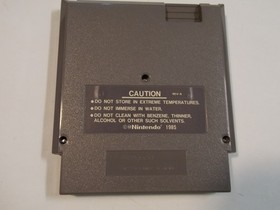 CAUTION
•DO NOT STORE IN EXTREME TEMPERATURES.
•DO NOT IMMERSE IN WATER.
•DO NOT CLEAN WITH BENZENE, THINNER,
ALCOHOL OR OTHER SUCH SOLVENTS.
©Nintendo 1985